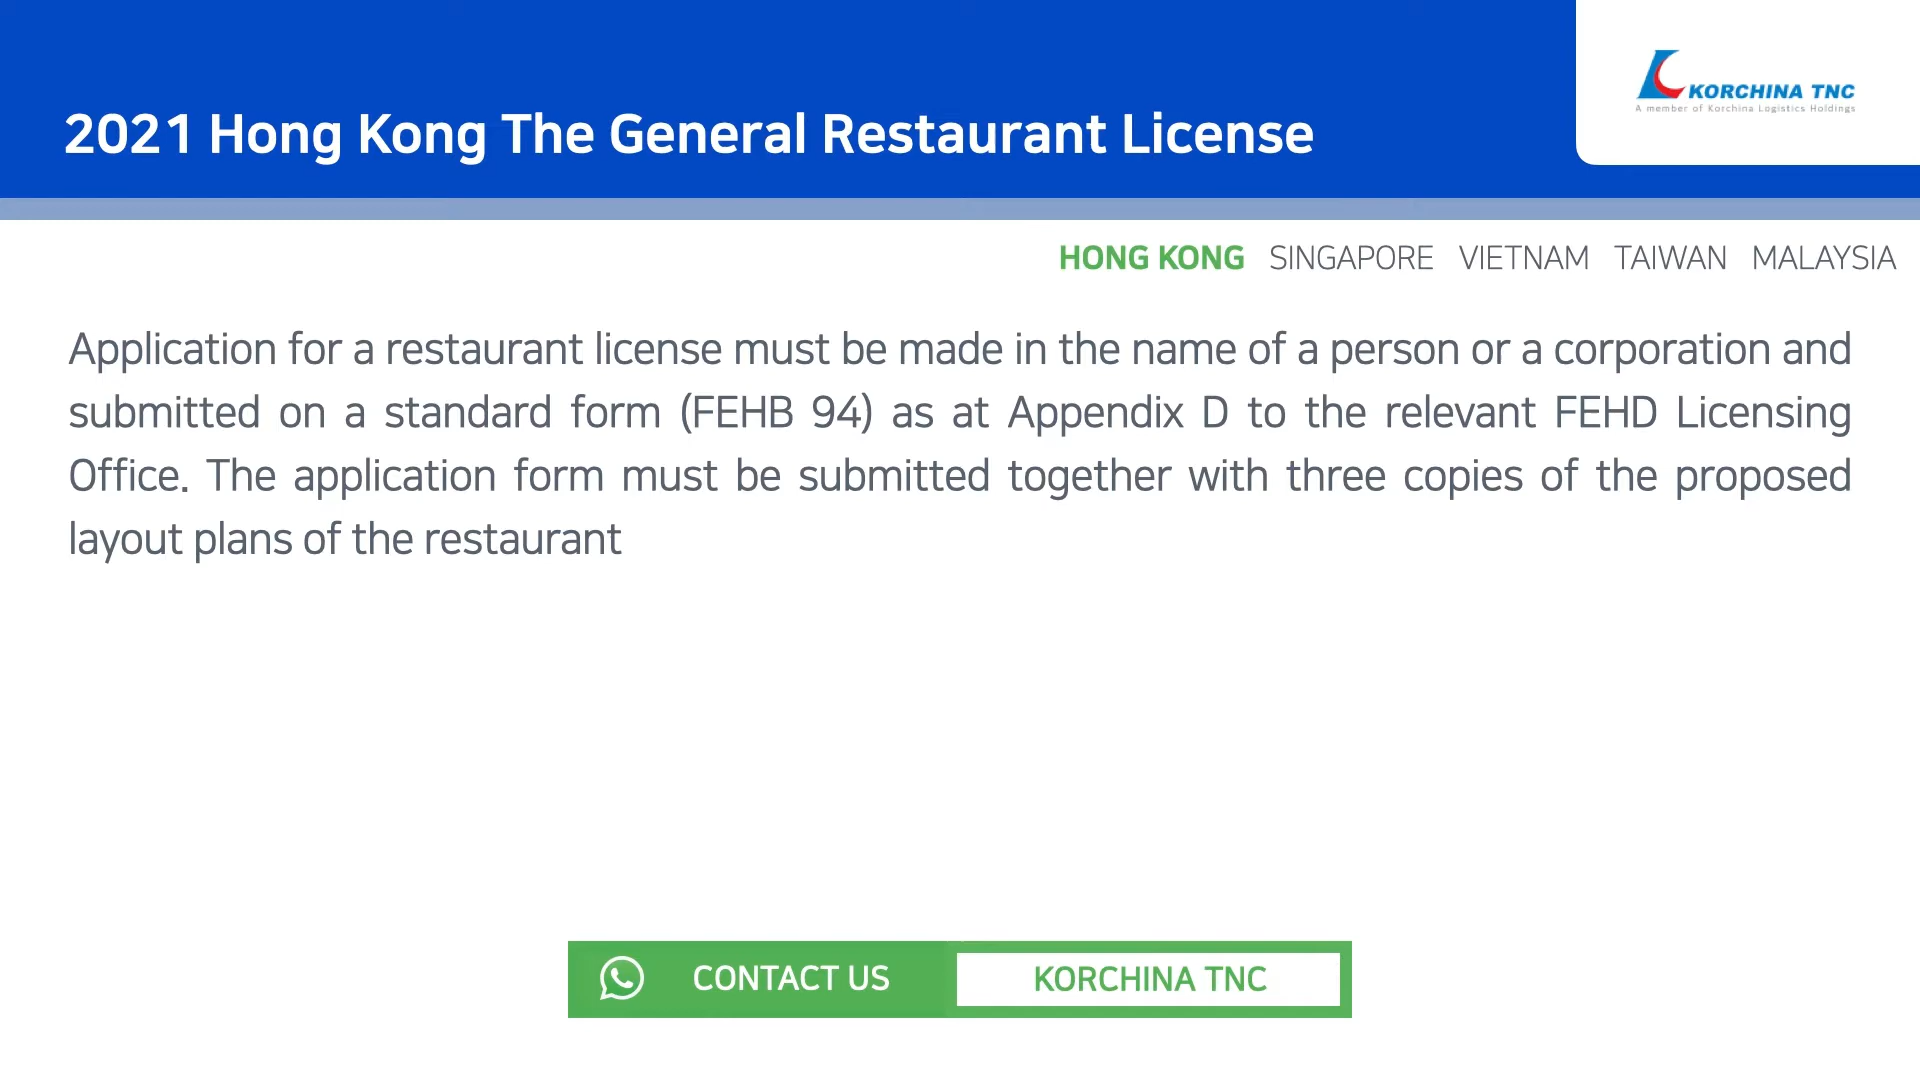 2021 Hong Kong The General Restaurant License
KORCHINA TNC
A member of Korchina Logistics Holdings
HONG KONG SINGAPORE VIETNAM TAIWAN MALAYSIA
Application for a restaurant license must be made in the name of a person or a corporation and
submitted on a standard form (FEHB 94) as at Appendix D to the relevant FEHD Licensing
Office. The application form must be submitted together with three copies of the proposed
layout plans of the restaurant
CONTACT US KORCHINA TNC